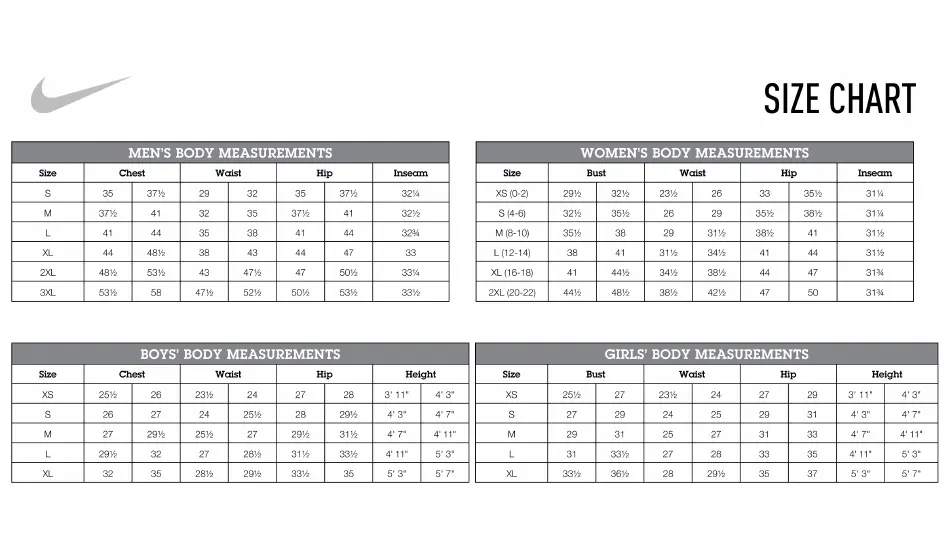 SIZE CHART
MEN'S BODY MEASUREMENTS
Size Chest Waist Hip Inseam
S 35 37½ 29 32 35 37½ 32¼
M 37½ 41 32 35 37½ 41 32½
L 41 44 35 38 41 44 32¾
XL 44 48½ 38 43 44 47 33
2XL 48½ 53½ 43 47½ 47 50½ 33¼
3XL 53½ 58 47½ 52½ 50½ 53½ 33½
WOMEN'S BODY MEASUREMENTS
Size Bust Waist Hip Inseam
XS (0-2) 29½ 32½ 23½ 26 33 35½ 31¼
S (4-6) 32½ 35½ 26 29 35½ 38½ 31¼
M (8-10) 35½ 38 29 31½ 38½ 41 31½
L (12-14) 38 41 31½ 34½ 41 44 31½
XL (16-18) 41 44½ 34½ 38½ 44 47 31¾
2XL (20-22) 44½ 48½ 38½ 42½ 47 50 31¾
BOYS' BODY MEASUREMENTS
Size Chest Waist Hip Height
XS 25½ 26 23½ 24 27 28 3' 11" 4' 3"
S 26 27 24 25½ 28 29½ 4' 3" 4' 7"
M 27 29½ 25½ 27 29½ 31½ 4' 7" 4' 11"
L 29½ 32 27 28½ 31½ 33½ 4' 11" 5' 3"
XL 32 35 28½ 29½ 33½ 35 5' 3" 5' 7"
GIRLS' BODY MEASUREMENTS
Size Bust Waist Hip Height
XS 25½ 27 23½ 24 27 29 3' 11" 4' 3"
S 27 29 24 25 29 31 4' 3" 4' 7"
M 29 31 25 27 31 33 4' 7" 4' 11"
L 31 33½ 27 28 33 35 4' 11" 5' 3"
XL 33½ 36½ 28 29½ 35 37 5' 3" 5' 7"